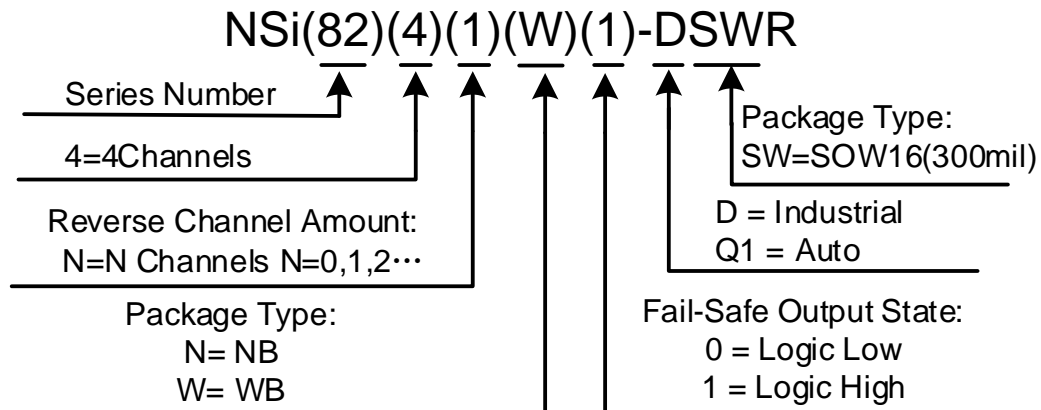 NSi(82)(4)(1)(W)(1)-DSWR
Series Number
4=4Channels
Reverse Channel Amount:
N=N Channels N=0,1,2···
Package Type:
N= NB
W= WB
Package Type:
SW=SOW16(300mil)
D = Industrial
Q1 = Auto
Fail-Safe Output State:
0 = Logic Low
1 = Logic High